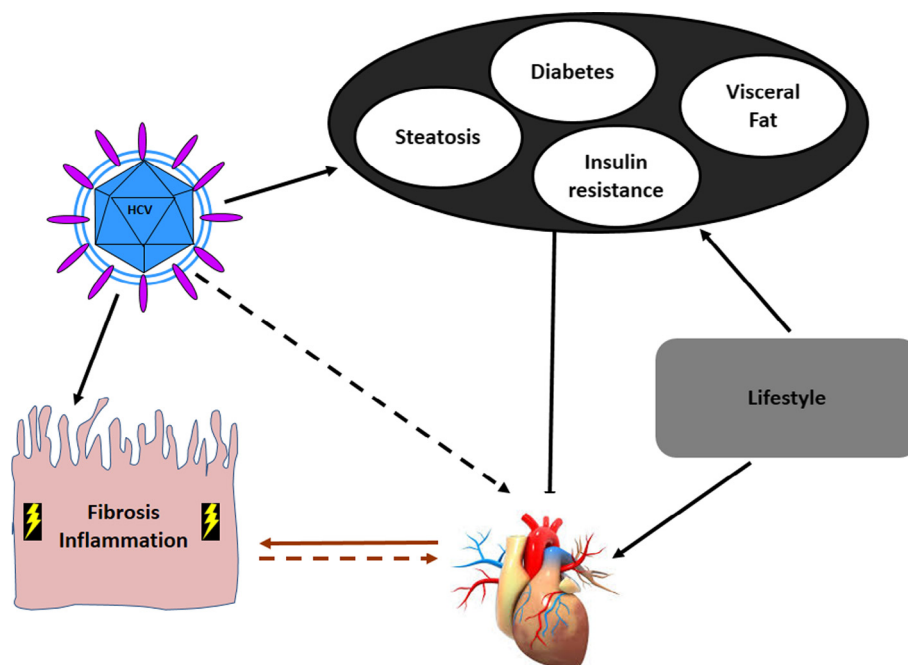 Diabetes
Visceral
Fat
Steatosis
Insulin
resistance
HCV
Lifestyle
Fibrosis
Inflammation